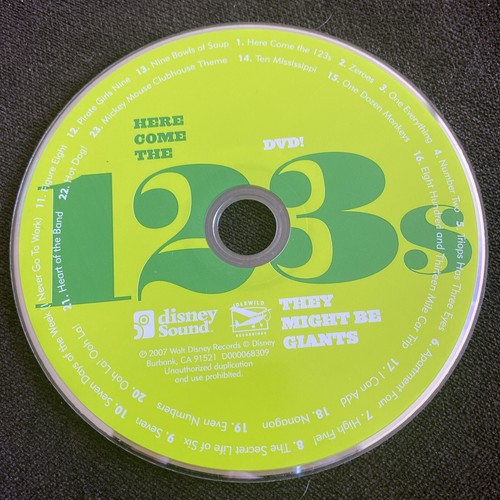 1. Here Come the 123s 2. Zeroes 3. One Everything 4. Number Two 5. Triops Has Three Eyes 6. Apartment Four 7. High Five! 8. The Secret Life of Six 9. Seven 10. Seven Days of the Week (I Never Go To Work) 11. Figure Eight 12. Pirate Girls Nine 13. Nine Bowls of Soup
14. Ten Mississippi 15. One Dozen Monkeys 16. Eight Hundred and Thirteen Mile Car Trip 17. I Can Add 18. Nonagon 19. Even Numbers 20. Ooh! La! Ooh! La! 21. Heart of the Band 22. Hot Dog! 23. Mickey Mouse Clubhouse Theme
HERE
COME
THE
DVD!
123s
disney
Sound
IDLEWILD
RECORDINGS
THEY
MIGHT BE
GIANTS
℗ 2007 Walt Disney Records © Disney
Burbank, CA 91521 D000068309
Unauthorized duplication
and use prohibited.